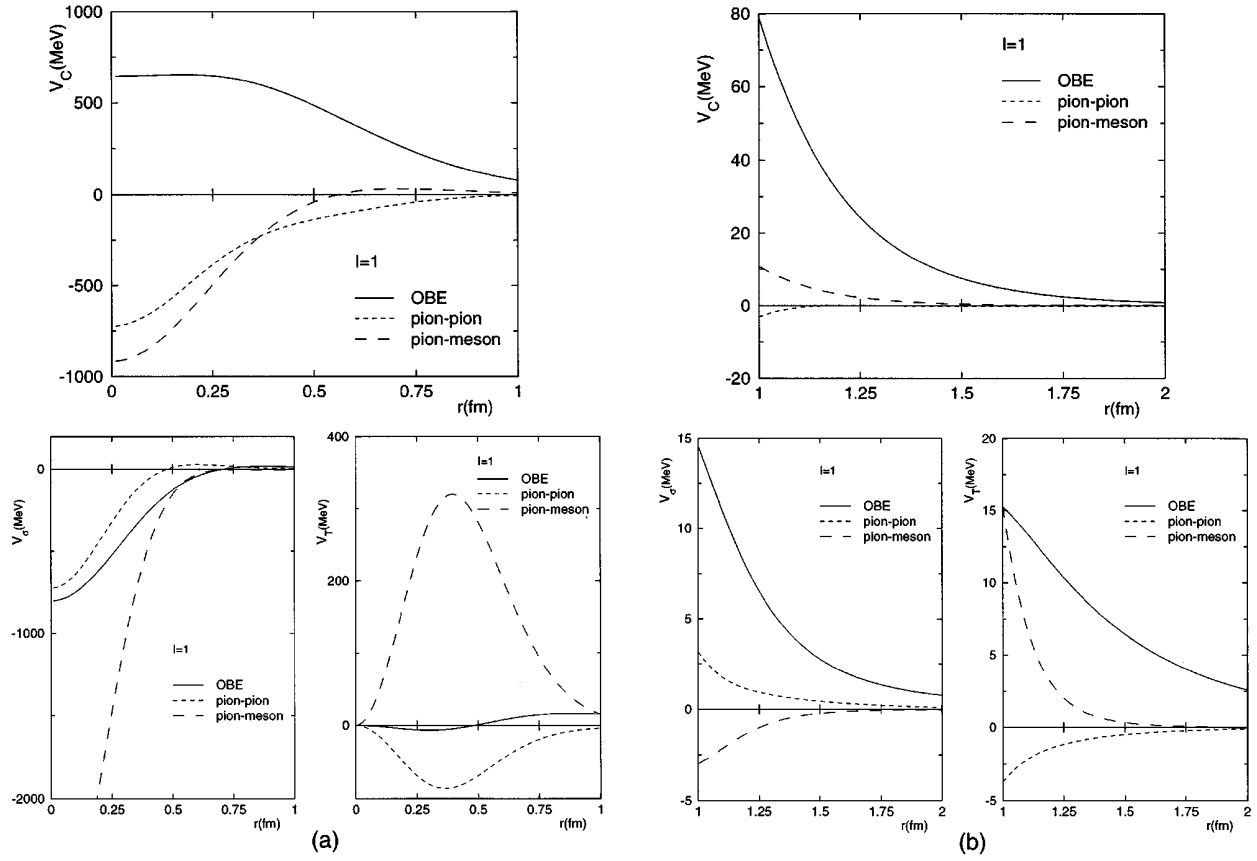 1000
500
0
-500
-1000
V_C(MeV)
I=1
OBE
pion-pion
pion-meson
0 0.25 0.5 0.75 1
r(fm)
80
60
40
20
0
-20
V_C(MeV)
I=1
OBE
pion-pion
pion-meson
1 1.25 1.5 1.75 2
r(fm)
0
-1000
-2000
V_σ(MeV)
I=1
OBE
pion-pion
pion-meson
0 0.25 0.5 0.75 1
r(fm)
400
200
0
V_T(MeV)
I=1
OBE
pion-pion
pion-meson
0 0.25 0.5 0.75 1
r(fm)
(a)
15
10
5
0
-5
V_σ(MeV)
I=1
OBE
pion-pion
pion-meson
1 1.25 1.5 1.75 2
r(fm)
20
15
10
5
0
-5
V_T(MeV)
I=1
OBE
pion-pion
pion-meson
1 1.25 1.5 1.75 2
r(fm)
(b)